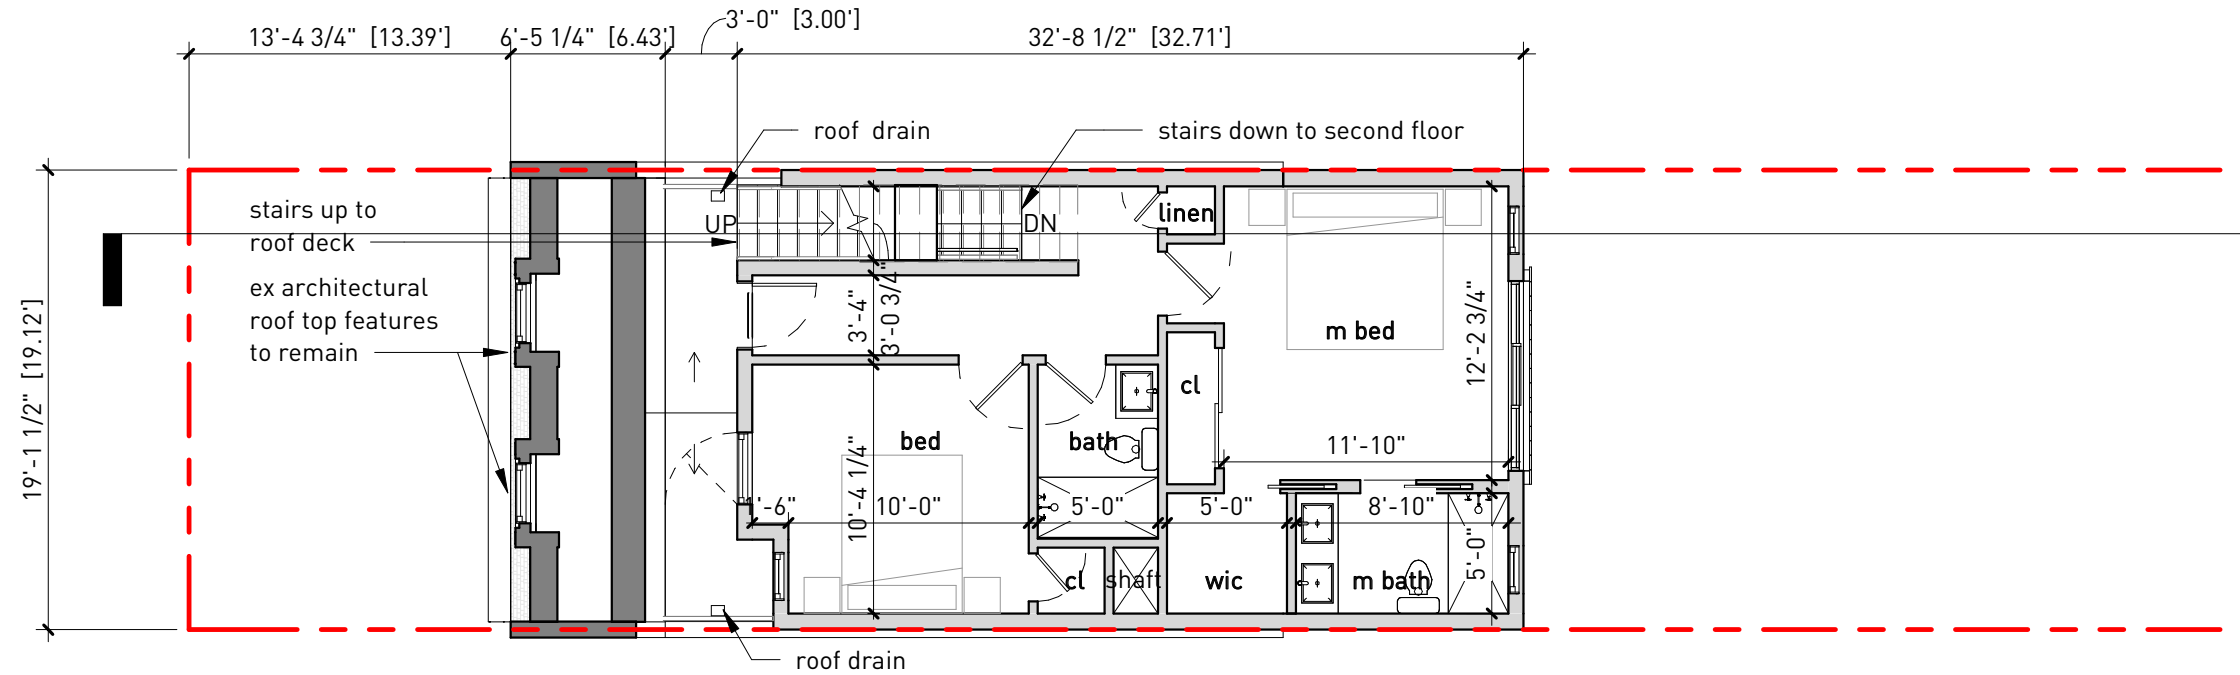 3'-0" [3.00']
13'-4 3/4" [13.39']
6'-5 1/4" [6.43']
32'-8 1/2" [32.71']
roof drain
stairs down to second floor
stairs up to
roof deck
UP
DN
linen
ex architectural
roof top features
to remain
19'-1 1/2" [19.12']
3'-4"
3'-0 3/4"
m bed
12'-2 3/4"
cl
bed
bath
11'-10"
10'-4 1/4"
1'-6"
10'-0"
5'-0"
5'-0"
8'-10"
5'-0"
cl
shaft
wic
m bath
roof drain